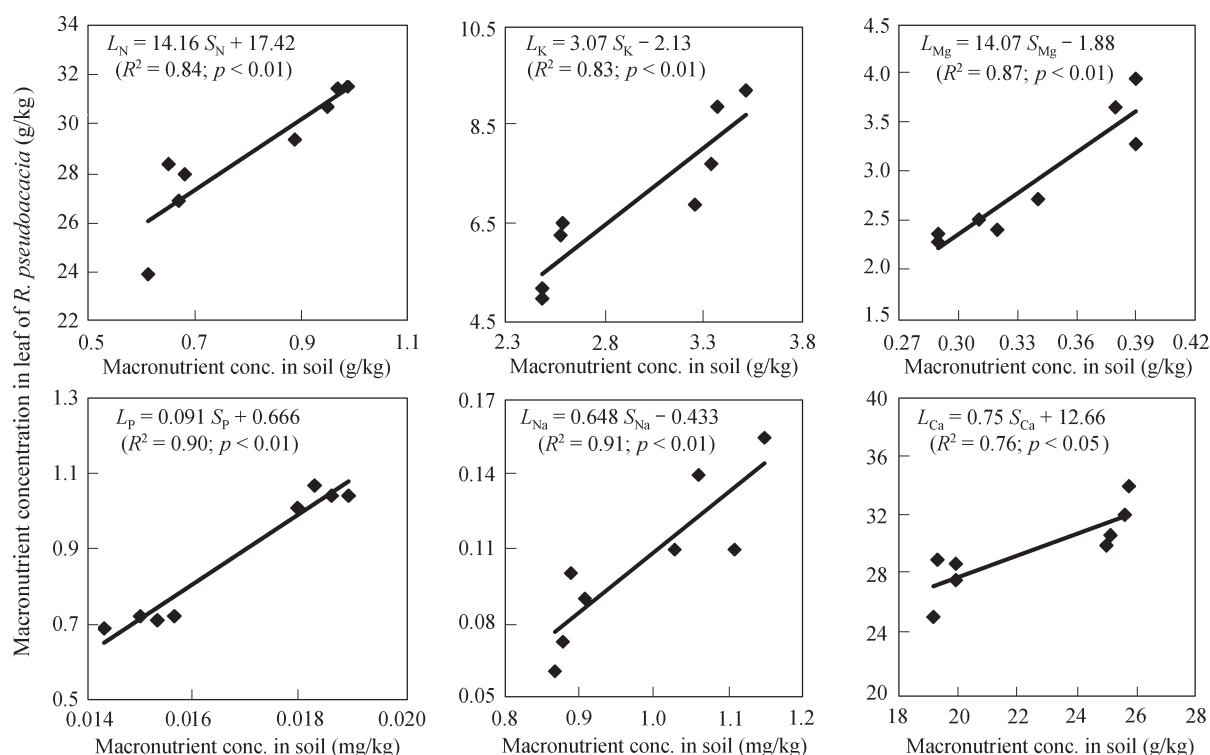 Macronutrient concentration in leaf of R. pseudoacacia (g/kg)
L_N = 14.16 S_N + 17.42
(R² = 0.84; p < 0.01)
34
32
30
28
26
24
22
0.5 0.7 0.9 1.1
Macronutrient conc. in soil (g/kg)
L_K = 3.07 S_K − 2.13
(R² = 0.83; p < 0.01)
10.5
8.5
6.5
4.5
2.3 2.8 3.3 3.8
Macronutrient conc. in soil (g/kg)
L_Mg = 14.07 S_Mg − 1.88
(R² = 0.87; p < 0.01)
4.5
4.0
3.5
3.0
2.5
2.0
1.5
0.27 0.30 0.33 0.36 0.39 0.42
Macronutrient conc. in soil (g/kg)
L_P = 0.091 S_P + 0.666
(R² = 0.90; p < 0.01)
1.3
1.1
0.9
0.7
0.5
0.014 0.016 0.018 0.020
Macronutrient conc. in soil (mg/kg)
L_Na = 0.648 S_Na − 0.433
(R² = 0.91; p < 0.01)
0.17
0.14
0.11
0.08
0.05
0.8 0.9 1.0 1.1 1.2
Macronutrient conc. in soil (mg/kg)
L_Ca = 0.75 S_Ca + 12.66
(R² = 0.76; p < 0.05)
40
36
32
28
24
20
18 20 22 24 26 28
Macronutrient conc. in soil (g/kg)